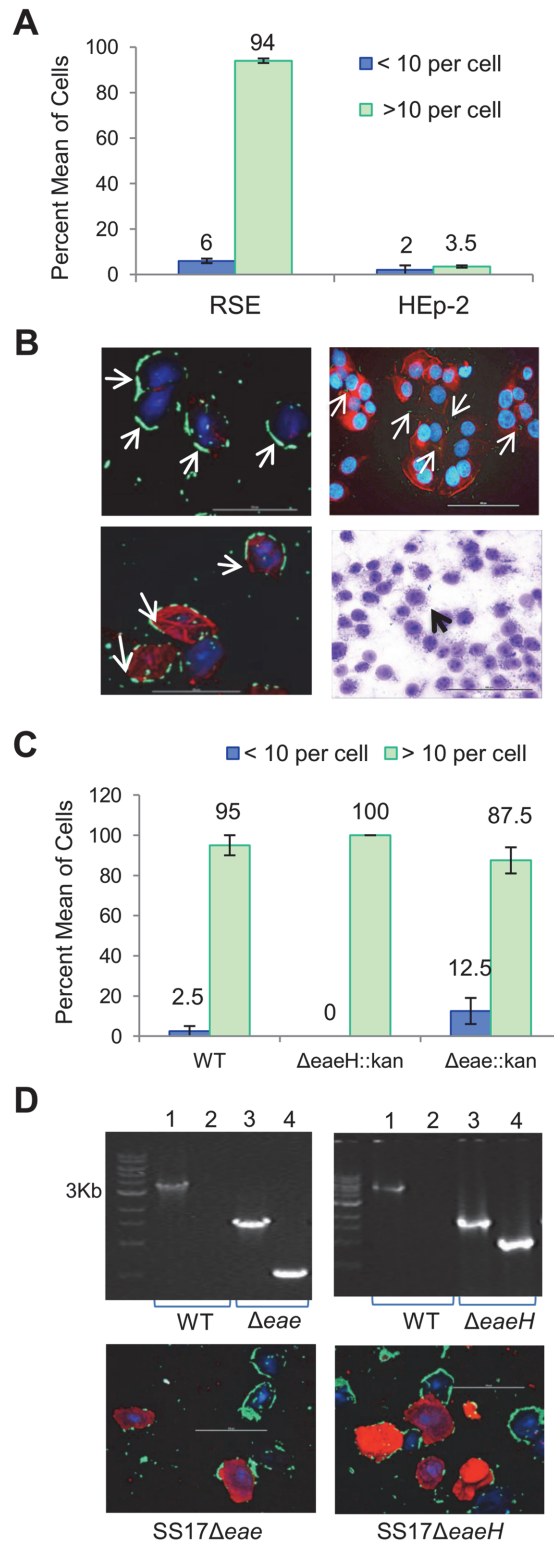 A
Percent Mean of Cells
100
80
60
40
20
0
94
6
2
3.5
< 10 per cell
>10 per cell
RSE
HEp-2
B
C
< 10 per cell
> 10 per cell
Percent Mean of Cells
120
100
80
60
40
20
0
2.5
95
0
100
12.5
87.5
WT
ΔeaeH::kan
Δeae::kan
D
1 2 3 4
1 2 3 4
3Kb
WT
Δeae
WT
ΔeaeH
SS17Δeae
SS17ΔeaeH